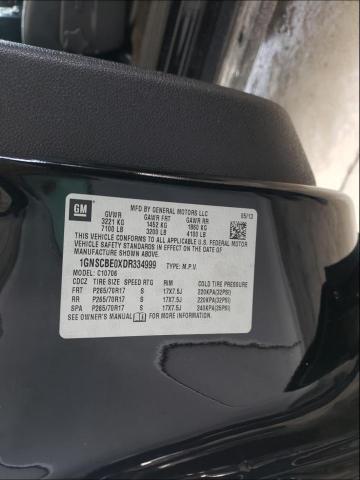 GM
MFD BY GENERAL MOTORS LLC 05/13
GVWR GAWR FRT GAWR RR
3221 KG 1452 KG 1860 KG
7100 LB 3200 LB 4100 LB
THIS VEHICLE CONFORMS TO ALL APPLICABLE U.S. FEDERAL MOTOR
VEHICLE SAFETY AND THEFT PREVENTION STANDARDS IN EFFECT ON
THE DATE OF MANUFACTURE SHOWN ABOVE.
1GNSCBE0XDR334999 TYPE: M.P.V.
MODEL: C10706
CDCZ TIRE SIZE SPEED RTG RIM COLD TIRE PRESSURE
FRT P265/70R17 S 17X7.5J 220KPA(32PSI)
RR P265/70R17 S 17X7.5J 220KPA(32PSI)
SPA P265/70R17 S 17X7.5J 240KPA(35PSI)
SEE OWNER'S MANUAL FOR MORE INFORMATION.